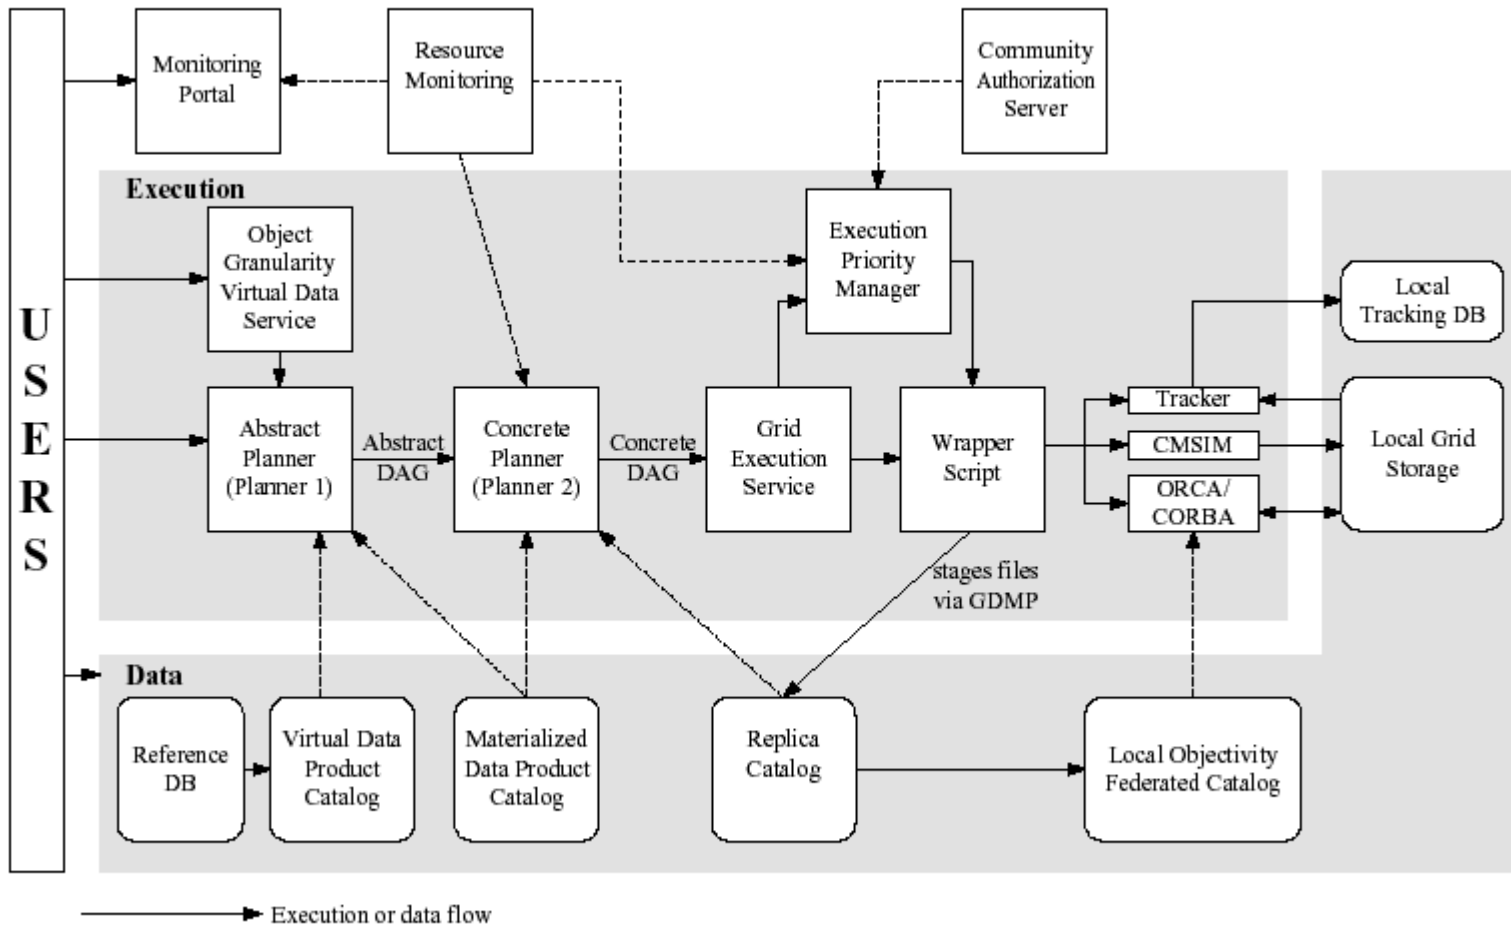 USERS
Monitoring
Portal
Resource
Monitoring
Community
Authorization
Server
Execution
Object
Granularity
Virtual Data
Service
Execution
Priority
Manager
Local
Tracking DB
Abstract
Planner
(Planner 1)
Abstract
DAG
Concrete
Planner
(Planner 2)
Concrete
DAG
Grid
Execution
Service
Wrapper
Script
Tracker
CMSIM
ORCA/
CORBA
Local Grid
Storage
stages files
via GDMP
Data
Reference
DB
Virtual Data
Product
Catalog
Materialized
Data Product
Catalog
Replica
Catalog
Local Objectivity
Federated Catalog
Execution or data flow